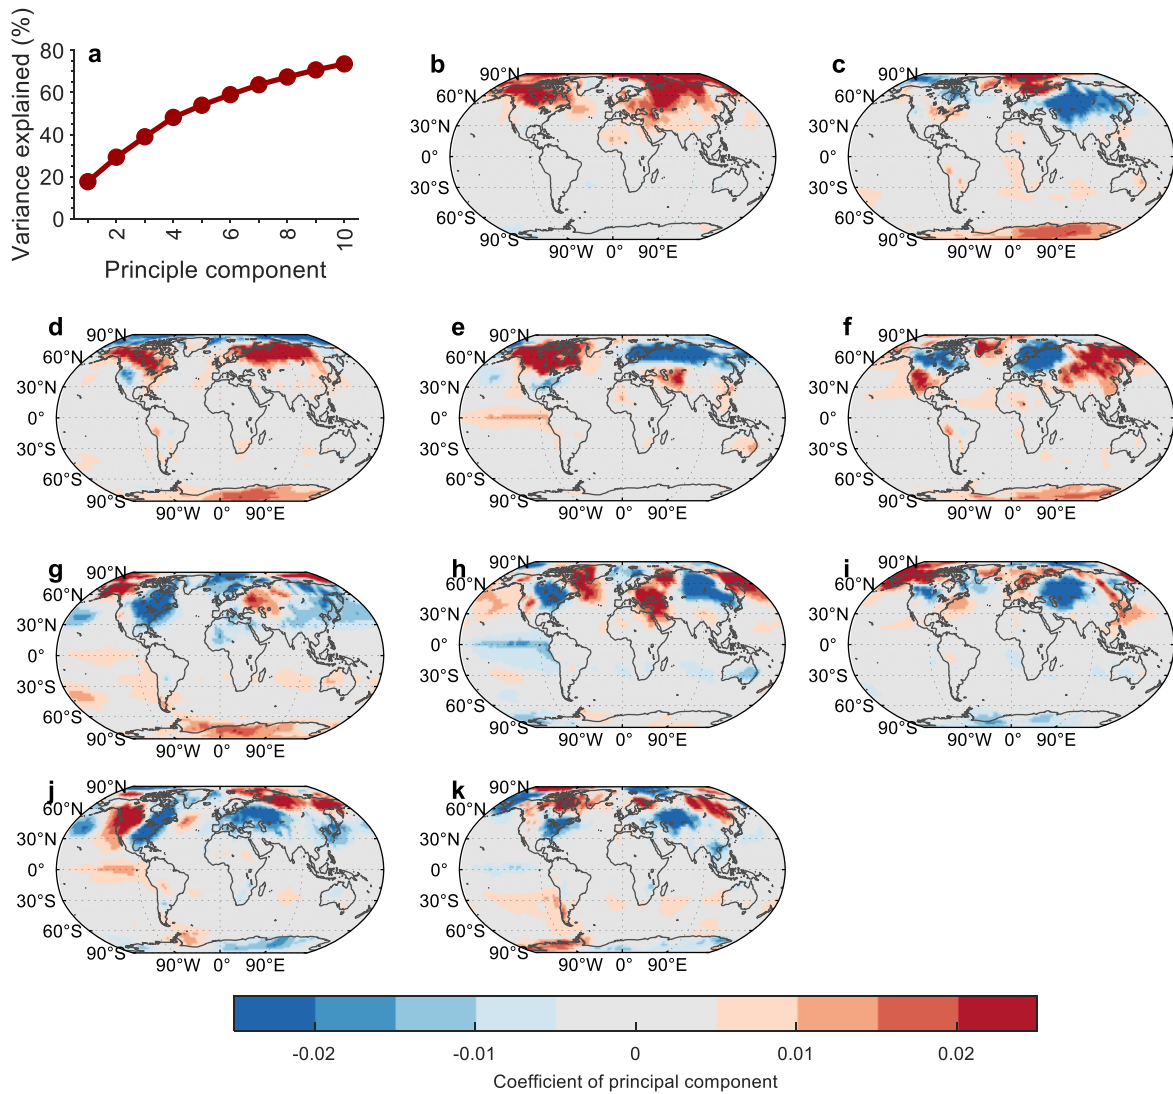 Variance explained (%)
80
60
40
20
0
a
2
4
6
8
10
Principle component
b
90°N
60°N
30°N
0°
30°S
60°S
90°S
90°W 0° 90°E
c
90°N
60°N
30°N
0°
30°S
60°S
90°S
90°W 0° 90°E
d
90°N
60°N
30°N
0°
30°S
60°S
90°S
90°W 0° 90°E
e
90°N
60°N
30°N
0°
30°S
60°S
90°S
90°W 0° 90°E
f
90°N
60°N
30°N
0°
30°S
60°S
90°S
90°W 0° 90°E
g
90°N
60°N
30°N
0°
30°S
60°S
90°S
90°W 0° 90°E
h
90°N
60°N
30°N
0°
30°S
60°S
90°S
90°W 0° 90°E
i
90°N
60°N
30°N
0°
30°S
60°S
90°S
90°W 0° 90°E
j
90°N
60°N
30°N
0°
30°S
60°S
90°S
90°W 0° 90°E
k
90°N
60°N
30°N
0°
30°S
60°S
90°S
90°W 0° 90°E
-0.02 -0.01 0 0.01 0.02
Coefficient of principal component